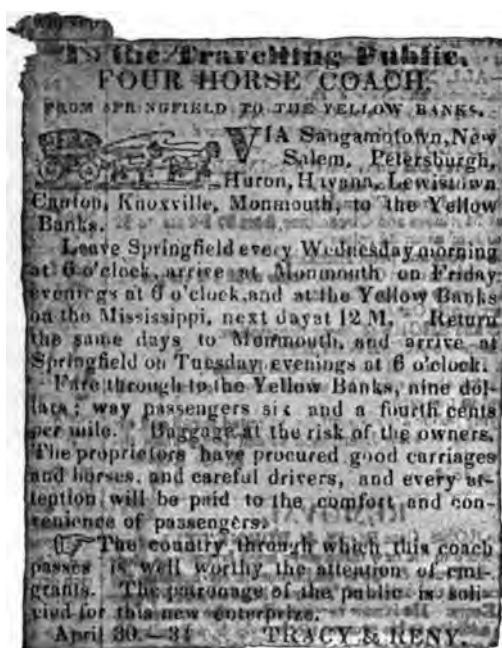 To the Travelling Public.
FOUR HORSE COACH,
FROM SPRINGFIELD TO THE YELLOW BANKS.
VIA Sangamotown, New
Salem, Petersburgh,
Huron, Havana, Lewistown
Canton, Knoxville, Monmouth, to the Yellow
Banks.
Leave Springfield every Wednesday morning
at 6 o'clock, arrive at Monmouth on Friday
evenings at 6 o'clock, and at the Yellow Banks
on the Mississippi, next day at 12 M. Return
the same days to Monmouth, and arrive at
Springfield on Tuesday evenings at 6 o'clock.
Fare through to the Yellow Banks, nine dol-
lars; way passengers six and a fourth cents
per mile. Baggage at the risk of the owners.
The proprietors have procured good carriages
and horses, and careful drivers, and every at-
tention will be paid to the comfort and con-
venience of passengers.
The country through which this coach
passes is well worthy the attention of emi-
grants. The patronage of the public is soli-
cied for this new enterprize.
April 30.—34 TRACY & RENY.